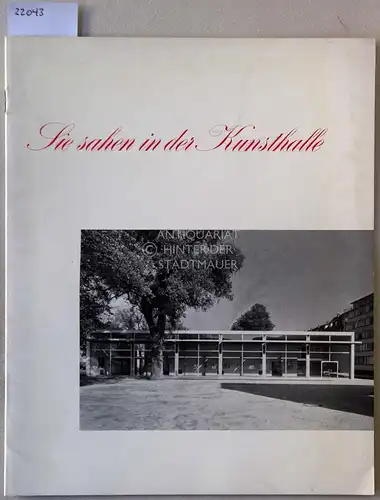 22043
Sie sahen in der Kunsthalle
ANTIQUARIAT
© HINTER DER
STADTMAUER